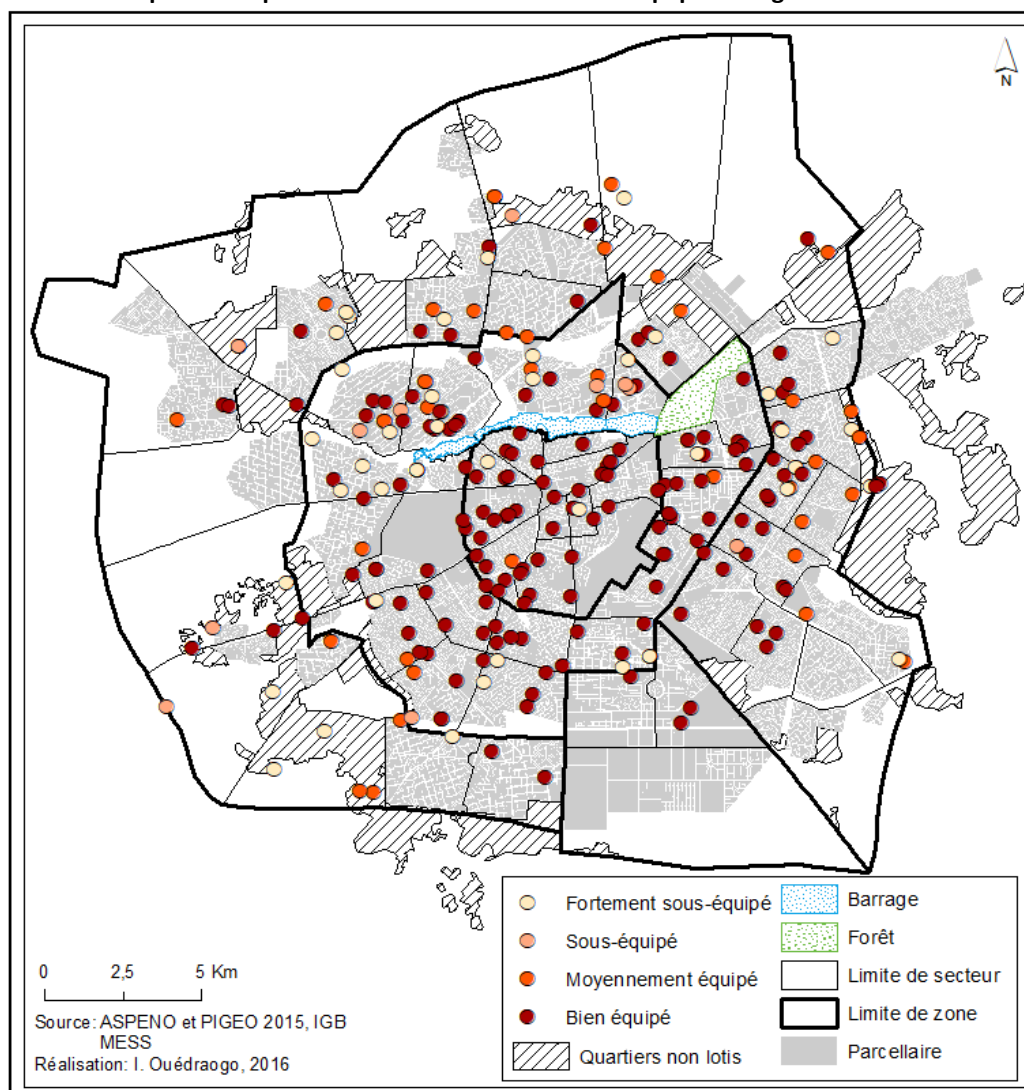 N
Fortement sous-équipé
Sous-équipé
Moyennement équipé
Bien équipé
Quartiers non lotis
Barrage
Forêt
Limite de secteur
Limite de zone
Parcellaire
0 2,5 5 Km
Source: ASPENO et PIGEO 2015, IGB
MESS
Réalisation: I. Ouédraogo, 2016